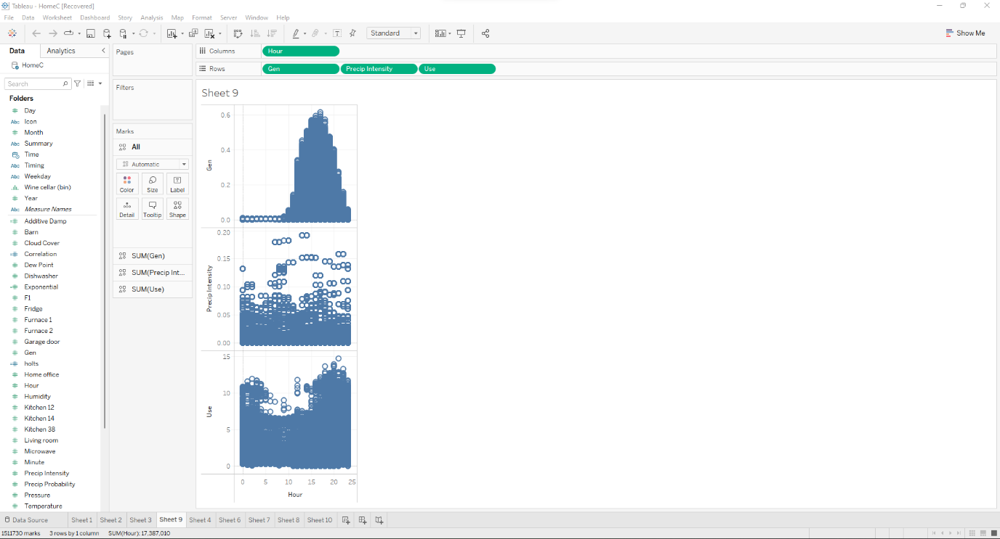 Tableau - HomeC [Recovered]
File Data Worksheet Dashboard Story Analysis Map Format Server Window Help
Standard
Show Me
Data Analytics
HomeC
Search
Folders
Day
Abc Icon
Month
Abc Summary
Time
Abc Timing
Abc Weekday
Wine cellar (bin)
Year
Abc Measure Names
Additive Damp
Barn
Cloud Cover
Correlation
Dew Point
Dishwasher
Exponential
F1
Fridge
Furnace 1
Furnace 2
Garage door
Gen
holts
Home office
Hour
Humidity
Kitchen 12
Kitchen 14
Kitchen 38
Living room
Microwave
Minute
Precip Intensity
Precip Probability
Pressure
Temperature
Pages
Filters
Marks
All
Automatic
Color Size Label
Detail Tooltip Shape
SUM(Gen)
SUM(Precip Int...
SUM(Use)
Columns Hour
Rows Gen Precip Intensity Use
Sheet 9
Gen
0.6
0.4
0.2
0.0
Precip Intensity
0.20
0.15
0.10
0.05
0.00
Use
15
10
5
0
0 5 10 15 20 25
Hour
Data Source Sheet 1 Sheet 2 Sheet 3 Sheet 9 Sheet 4 Sheet 6 Sheet 7 Sheet 8 Sheet 10
1511730 marks 3 rows by 1 column SUM(Hour): 17,387,010